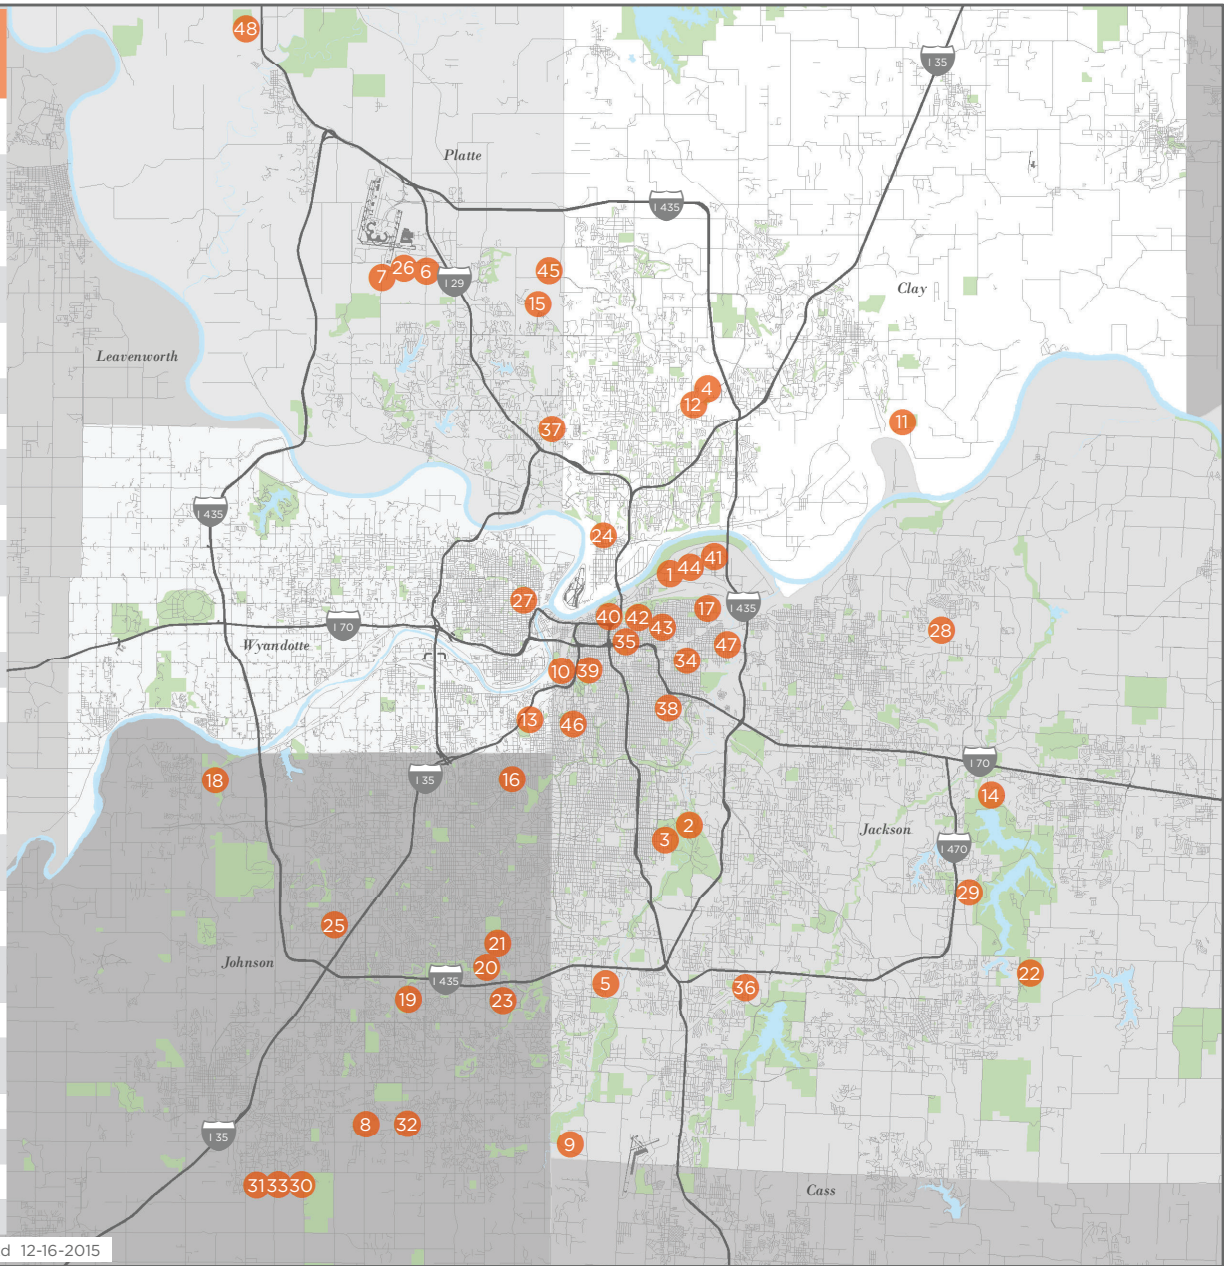 48
I 35
Platte
I 435
7
26
6
I 29
45
15
Clay
Leavenworth
4
12
11
37
I 435
24
1
44
41
27
40
42
43
17
I 435
28
I 70
Wyandotte
35
47
34
10
39
38
13
46
18
I 35
16
I 70
14
2
3
Jackson
I 470
29
25
21
Johnson
20
I 435
19
23
5
36
22
8
32
I 35
9
31
33
30
Cass
d 12-16-2015